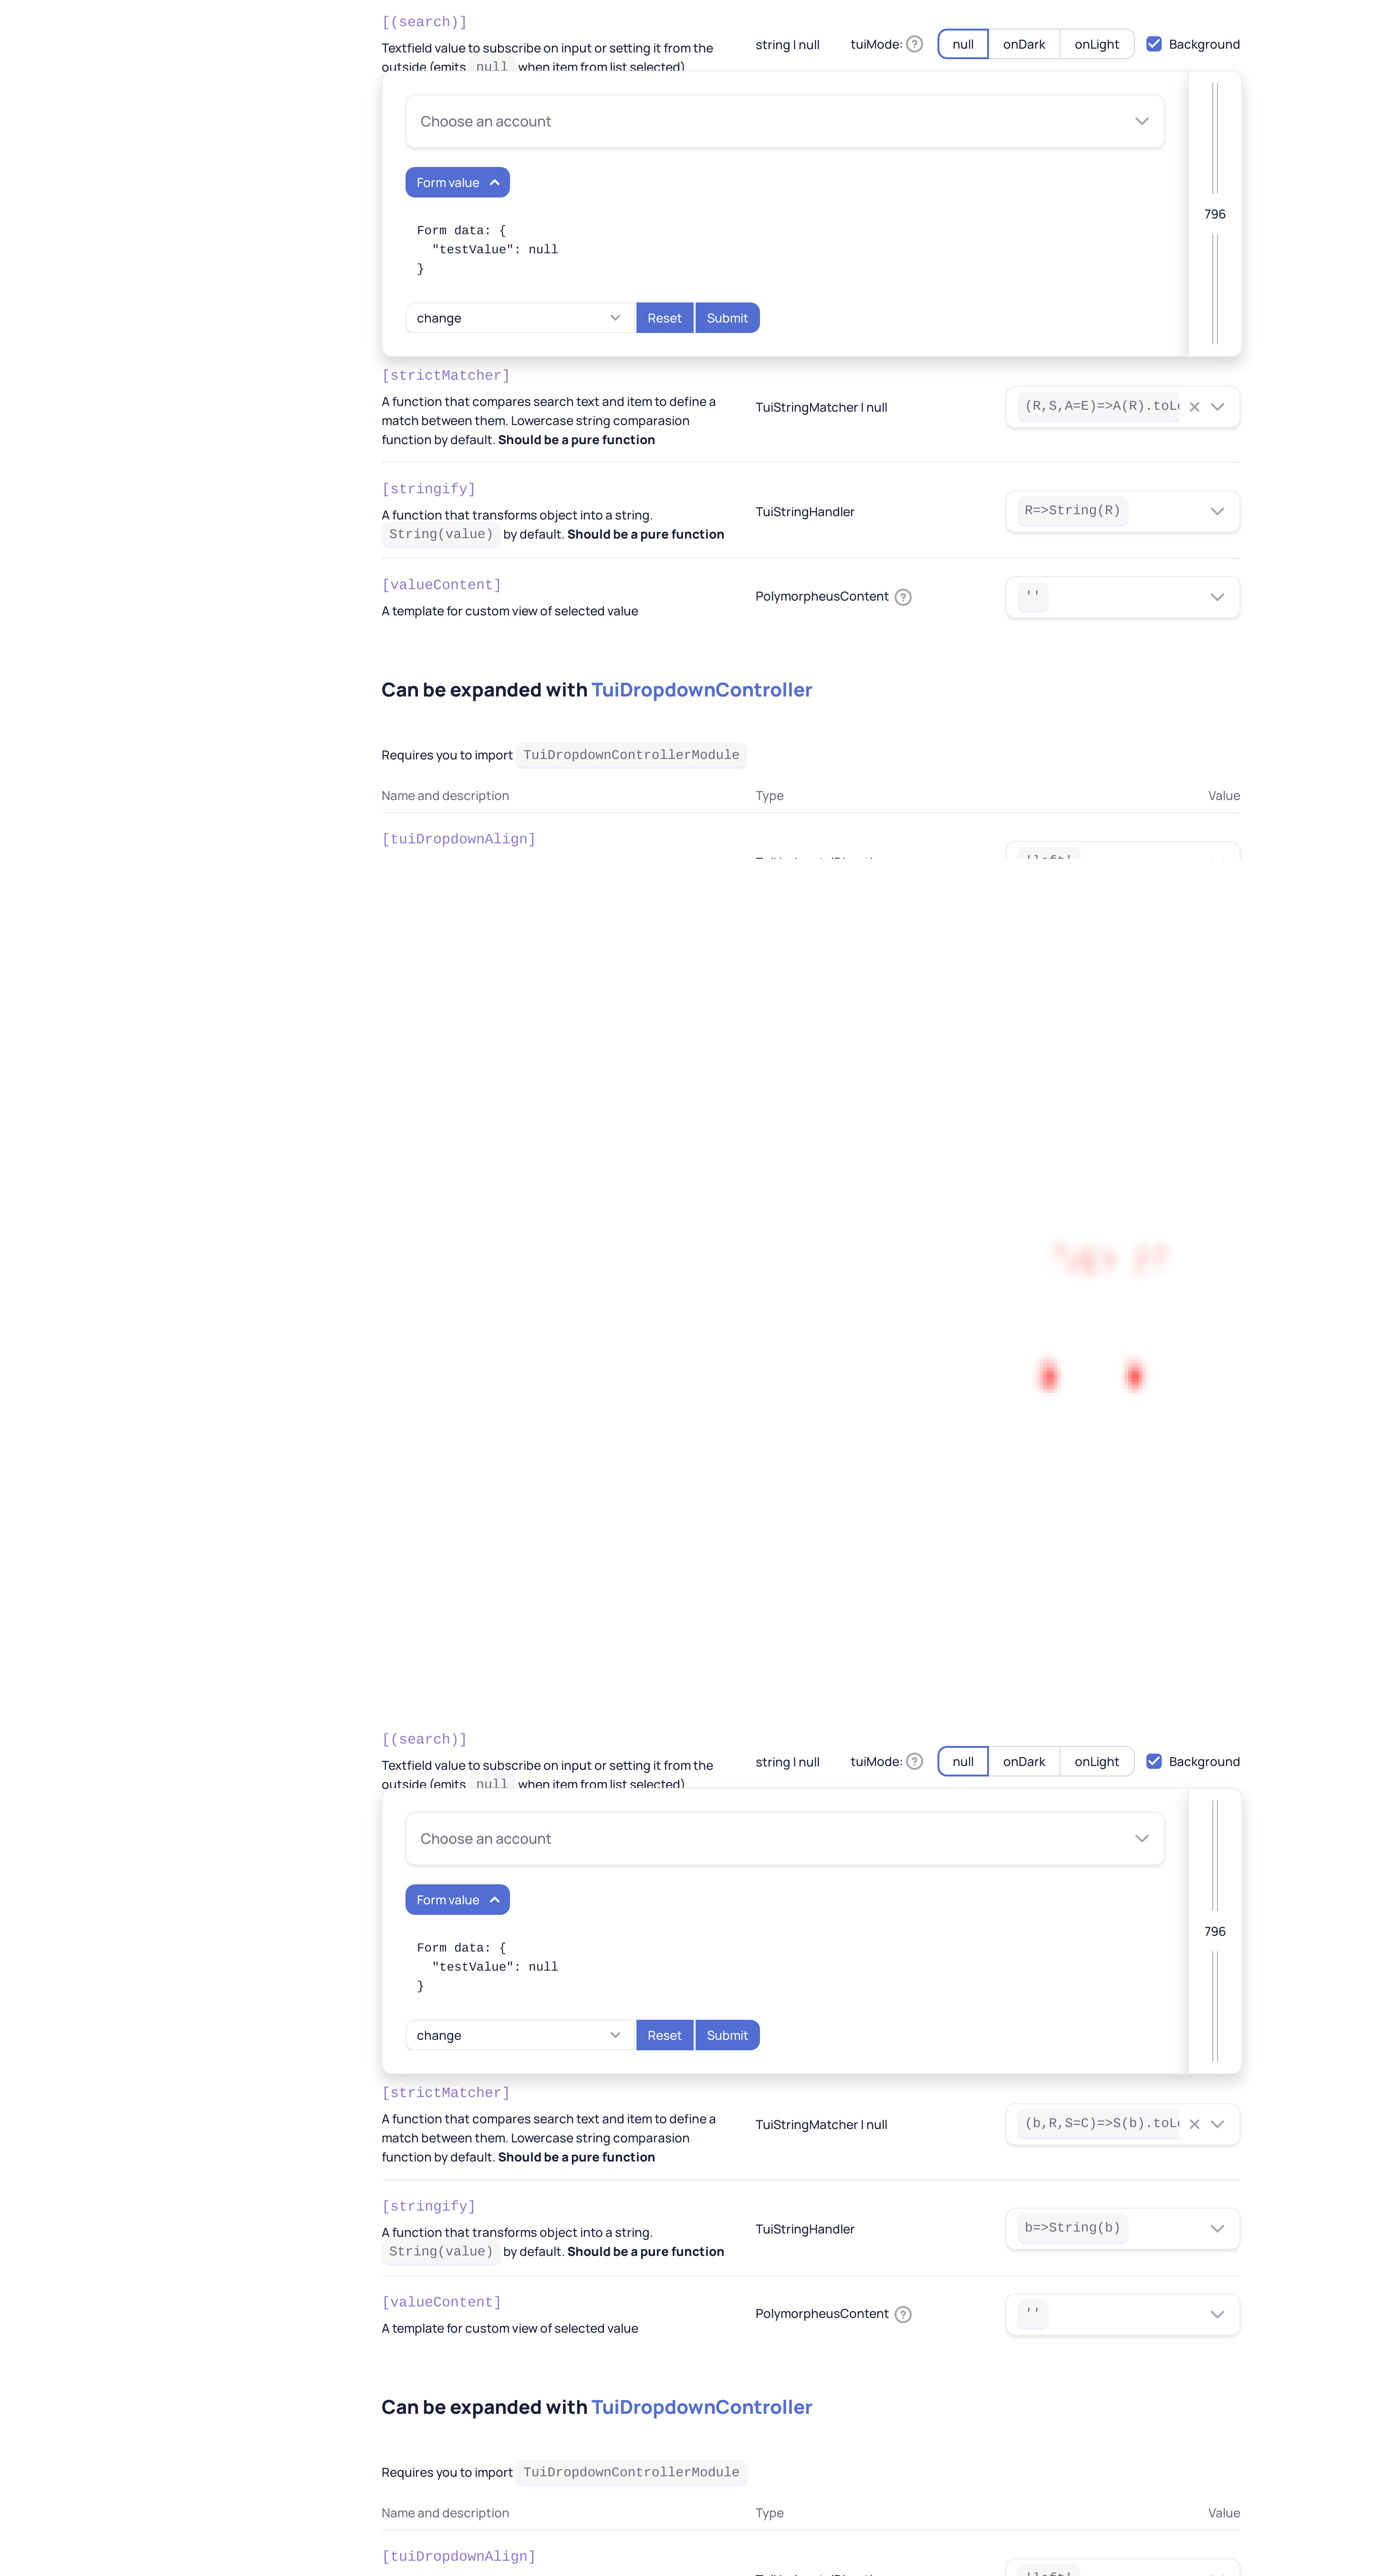 [(search)]
Textfield value to subscribe on input or setting it from the
outside (emits null when item from list selected)
string | null
tuiMode:
null onDark onLight
Background
Choose an account
Form value
796
Form data: {
"testValue": null
}
change
Reset Submit
[strictMatcher]
A function that compares search text and item to define a
match between them. Lowercase string comparasion
function by default. Should be a pure function
TuiStringMatcher | null
(R,S,A=E)=>A(R).toL
[stringify]
A function that transforms object into a string.
String(value) by default. Should be a pure function
TuiStringHandler
R=>String(R)
[valueContent]
A template for custom view of selected value
PolymorpheusContent
''
Can be expanded with TuiDropdownController
Requires you to import TuiDropdownControllerModule
Name and description Type Value
[tuiDropdownAlign]
'left'
[(search)]
Textfield value to subscribe on input or setting it from the
outside (emits null when item from list selected)
string | null
tuiMode:
null onDark onLight
Background
Choose an account
Form value
796
Form data: {
"testValue": null
}
change
Reset Submit
[strictMatcher]
A function that compares search text and item to define a
match between them. Lowercase string comparasion
function by default. Should be a pure function
TuiStringMatcher | null
(b,R,S=C)=>S(b).toL
[stringify]
A function that transforms object into a string.
String(value) by default. Should be a pure function
TuiStringHandler
b=>String(b)
[valueContent]
A template for custom view of selected value
PolymorpheusContent
''
Can be expanded with TuiDropdownController
Requires you to import TuiDropdownControllerModule
Name and description Type Value
[tuiDropdownAlign]